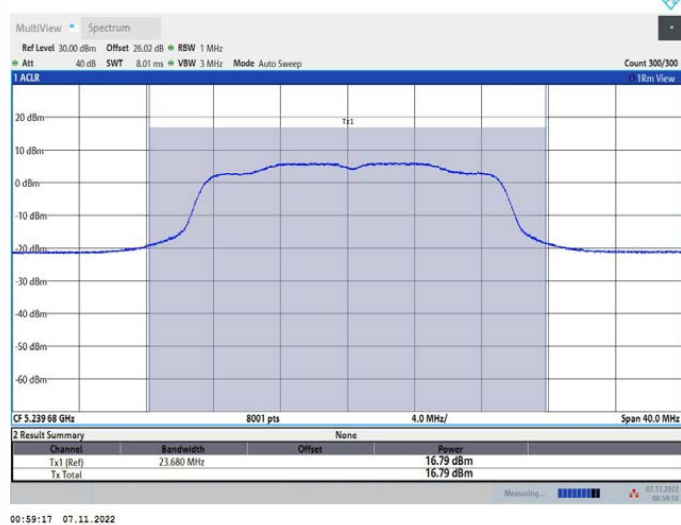 MultiView Spectrum
Ref Level 30.00 dBm Offset 26.02 dB RBW 1 MHz
Att 40 dB SWT 8.01 ms VBW 3 MHz Mode Auto Sweep Count 300/300
1 ACLR 1Rm View
Tx1
20 dBm
10 dBm
0 dBm
-10 dBm
-20 dBm
-30 dBm
-40 dBm
-50 dBm
-60 dBm
CF 5.239 68 GHz 8001 pts 4.0 MHz/ Span 40.0 MHz
2 Result Summary None
Channel Bandwidth Offset Power
Tx1 (Ref) 23.680 MHz 16.79 dBm
Tx Total 16.79 dBm
Measuring... 07.11.2022
00:59:17 07.11.2022